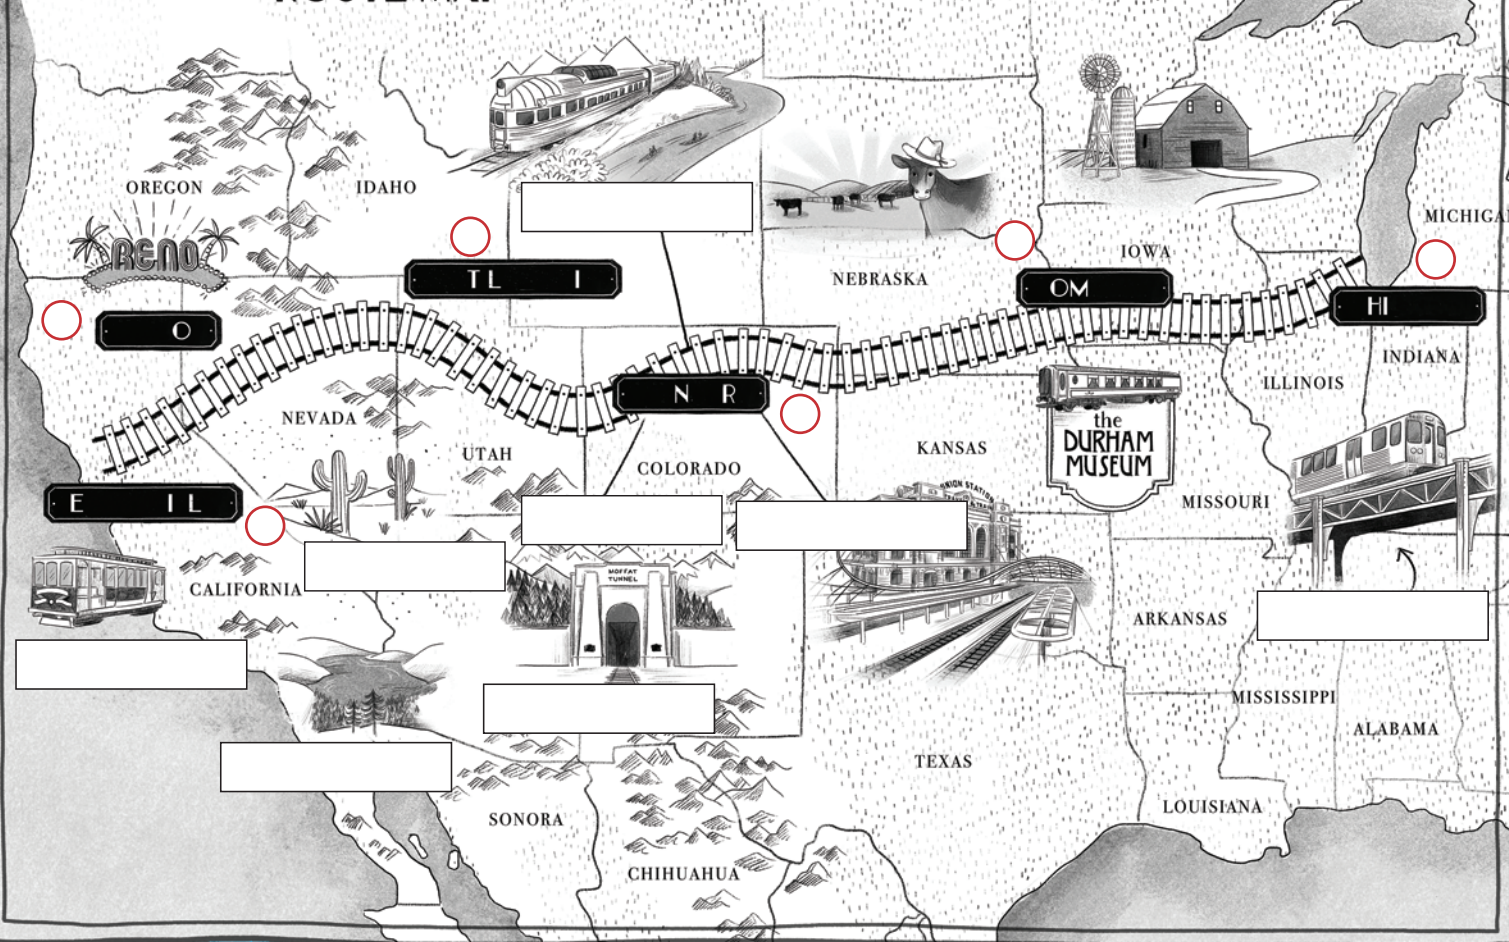 OREGON
IDAHO
RENO
MICHIGAN
IOWA
NEBRASKA
TL I
OM
HI
O
INDIANA
ILLINOIS
N R
NEVADA
the
DURHAM
MUSEUM
KANSAS
UTAH
COLORADO
E IL
UNION STATION
MISSOURI
MOFFAT
TUNNEL
CALIFORNIA
ARKANSAS
MISSISSIPPI
ALABAMA
TEXAS
LOUISIANA
SONORA
CHIHUAHUA